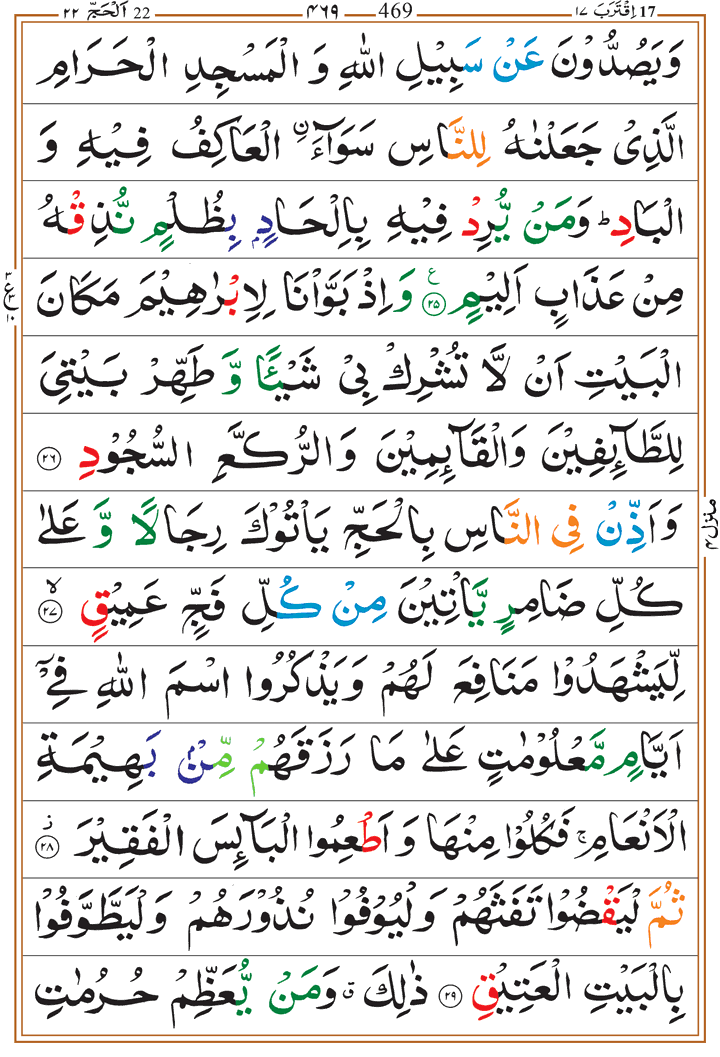 17 اِقْتَرَبَ ١٧
469 ٤٦٩
22 اَلْحَجّ ٢٢
وَيَصُدُّوْنَ عَنْ سَبِيْلِ اللّٰهِ وَ الْمَسْجِدِ الْحَرَامِ
الَّذِيْ جَعَلْنٰهُ لِلنَّاسِ سَوَآءَ ࣙالْعَاكِفُ فِيْهِ وَ
الْبَادِ ؕ وَمَنْ يُّرِدْ فِيْهِ بِاِلْحَادٍۭ بِظُلْمٍ نُّذِقْهُ
مِنْ عَذَابٍ اَلِيْمٍ ࣖ ﴿٢٥﴾ وَاِذْ بَوَّاْنَا لِاِبْرٰهِيْمَ مَكَانَ
الْبَيْتِ اَنْ لَّا تُشْرِكْ بِيْ شَيْـًٔا وَّ طَهِّرْ بَيْتِيَ
لِلطَّآئِفِيْنَ وَالْقَآئِمِيْنَ وَالرُّكَّعِ السُّجُوْدِ ﴿٢٦﴾
وَاَذِّنْ فِي النَّاسِ بِالْحَجِّ يَاْتُوْكَ رِجَالًا وَّ عَلٰى
كُلِّ ضَامِرٍ يَّاْتِيْنَ مِنْ كُلِّ فَجٍّ عَمِيْقٍ ۙ ﴿٢٧﴾
لِّيَشْهَدُوْا مَنَافِعَ لَهُمْ وَيَذْكُرُوا اسْمَ اللّٰهِ فِيْۤ
اَيَّامٍ مَّعْلُوْمٰتٍ عَلٰى مَا رَزَقَهُمْ مِّنْۢ بَهِيْمَةِ
الْاَنْعَامِ ۚ فَكُلُوْا مِنْهَا وَ اَطْعِمُوا الْبَآئِسَ الْفَقِيْرَ ؗ ﴿٢٨﴾
ثُمَّ لْيَقْضُوْا تَفَثَهُمْ وَلْيُوْفُوْا نُذُوْرَهُمْ وَلْيَطَّوَّفُوْا
بِالْبَيْتِ الْعَتِيْقِ ﴿٢٩﴾ ذٰلِكَ ۗ وَمَنْ يُّعَظِّمْ حُرُمٰتِ
منزل ٤